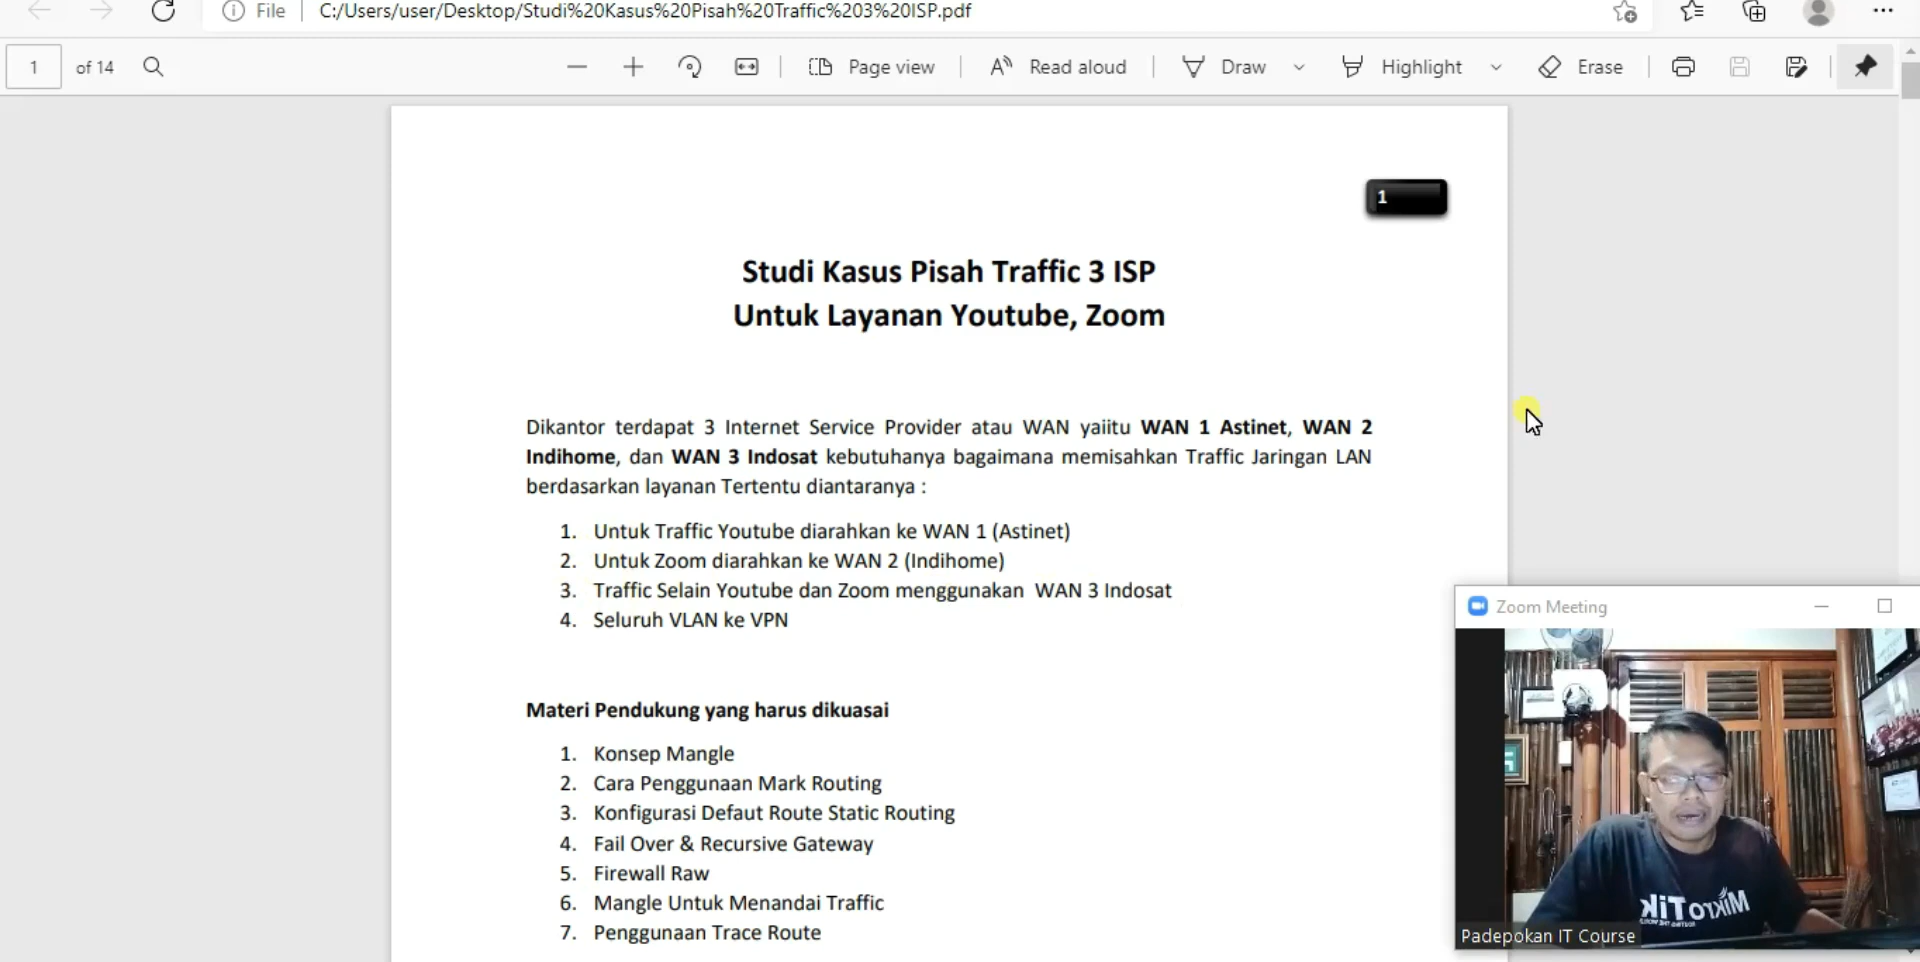 File
C:/Users/user/Desktop/Studi%20Kasus%20Pisah%20Traffic%203%20ISP.pdf
1 of 14
Page view
Read aloud
Draw
Highlight
Erase
1
Studi Kasus Pisah Traffic 3 ISP
Untuk Layanan Youtube, Zoom
Dikantor terdapat 3 Internet Service Provider atau WAN yaiitu WAN 1 Astinet, WAN 2
Indihome, dan WAN 3 Indosat kebutuhanya bagaimana memisahkan Traffic Jaringan LAN
berdasarkan layanan Tertentu diantaranya :
1. Untuk Traffic Youtube diarahkan ke WAN 1 (Astinet)
2. Untuk Zoom diarahkan ke WAN 2 (Indihome)
3. Traffic Selain Youtube dan Zoom menggunakan WAN 3 Indosat
4. Seluruh VLAN ke VPN
Materi Pendukung yang harus dikuasai
1. Konsep Mangle
2. Cara Penggunaan Mark Routing
3. Konfigurasi Defaut Route Static Routing
4. Fail Over & Recursive Gateway
5. Firewall Raw
6. Mangle Untuk Menandai Traffic
7. Penggunaan Trace Route
Zoom Meeting
MikroTik
Padepokan IT Course